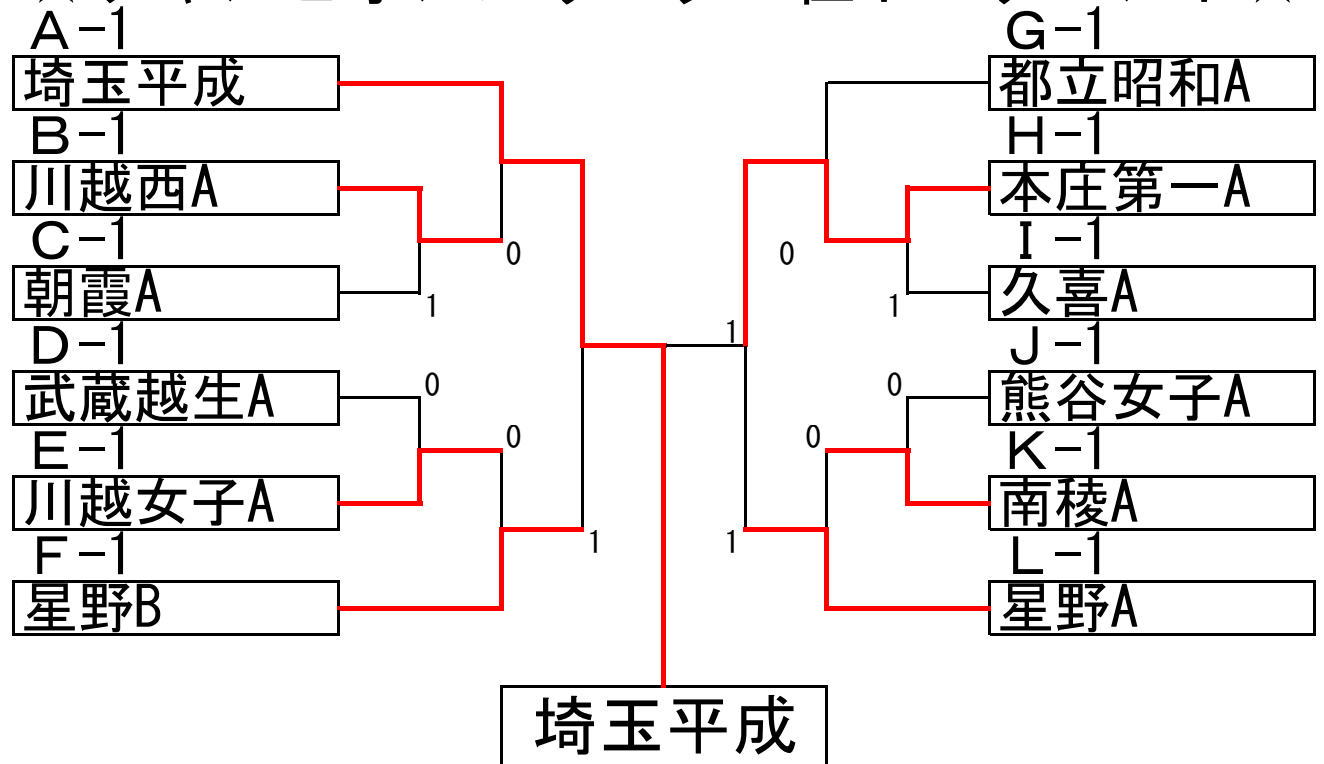 A-1
埼玉平成
B-1
川越西A
C-1
朝霞A
D-1
武蔵越生A
E-1
川越女子A
F-1
星野B
0
1
0
0
1
G-1
都立昭和A
H-1
本庄第一A
I-1
久喜A
J-1
熊谷女子A
K-1
南稜A
L-1
星野A
0
1
1
0
0
1
埼玉平成